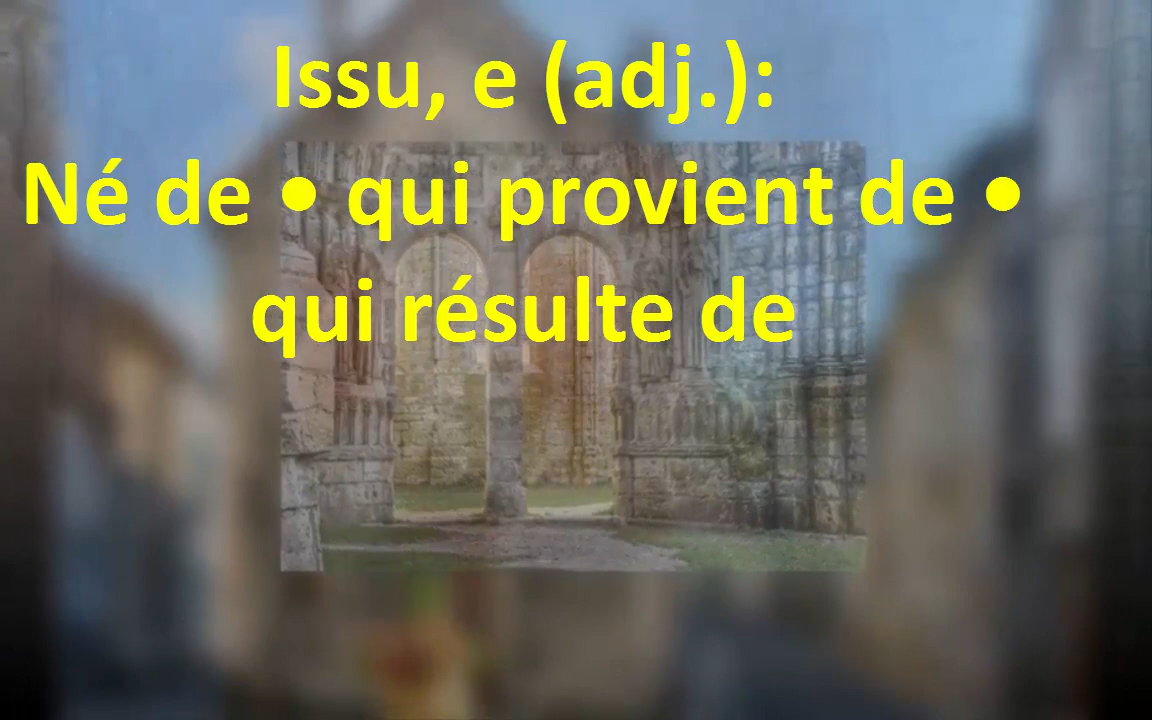 Issu, e (adj.):
Né de • qui provient de •
qui résulte de